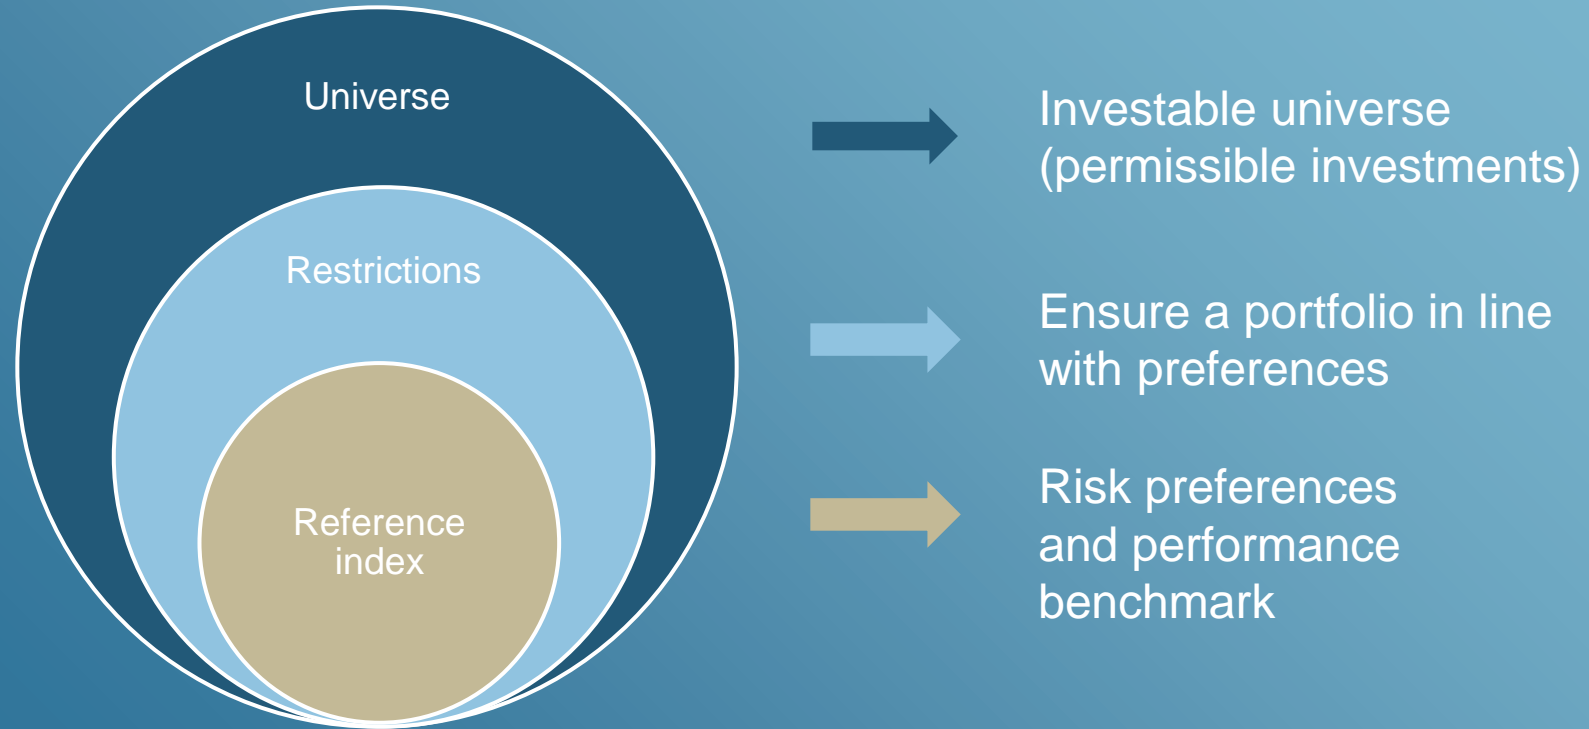 Universe
Investable universe
(permissible investments)
Restrictions
Ensure a portfolio in line
with preferences
Reference
index
Risk preferences
and performance
benchmark